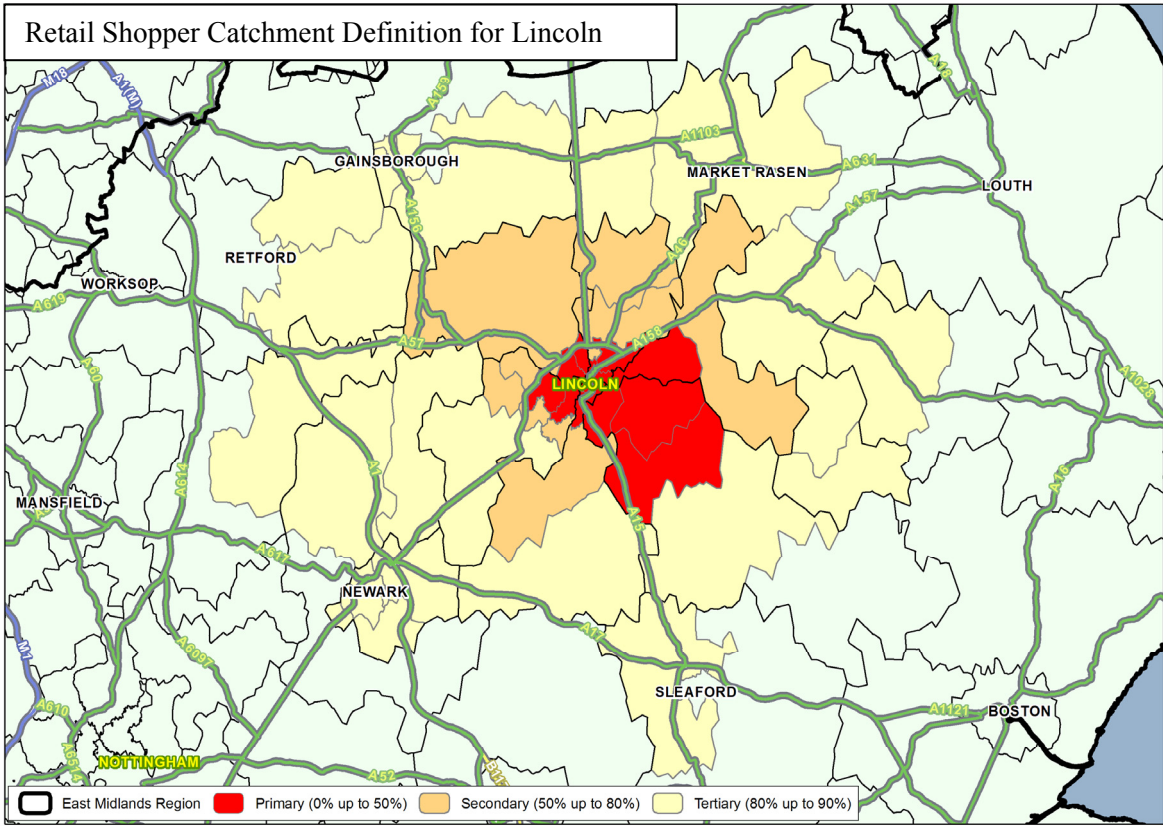 Retail Shopper Catchment Definition for Lincoln
M18
A1(M)
A153
A18
A1103
GAINSBOROUGH
MARKET RASEN
A631
LOUTH
A157
A156
A46
RETFORD
WORKSOP
A619
A57
A158
A60
LINCOLN
A1028
A1
A614
A16
MANSFIELD
A15
A617
NEWARK
A17
M1
A6097
SLEAFORD
A610
A1121
BOSTON
A6514
NOTTINGHAM
A52
East Midlands Region Primary (0% up to 50%) Secondary (50% up to 80%) Tertiary (80% up to 90%)